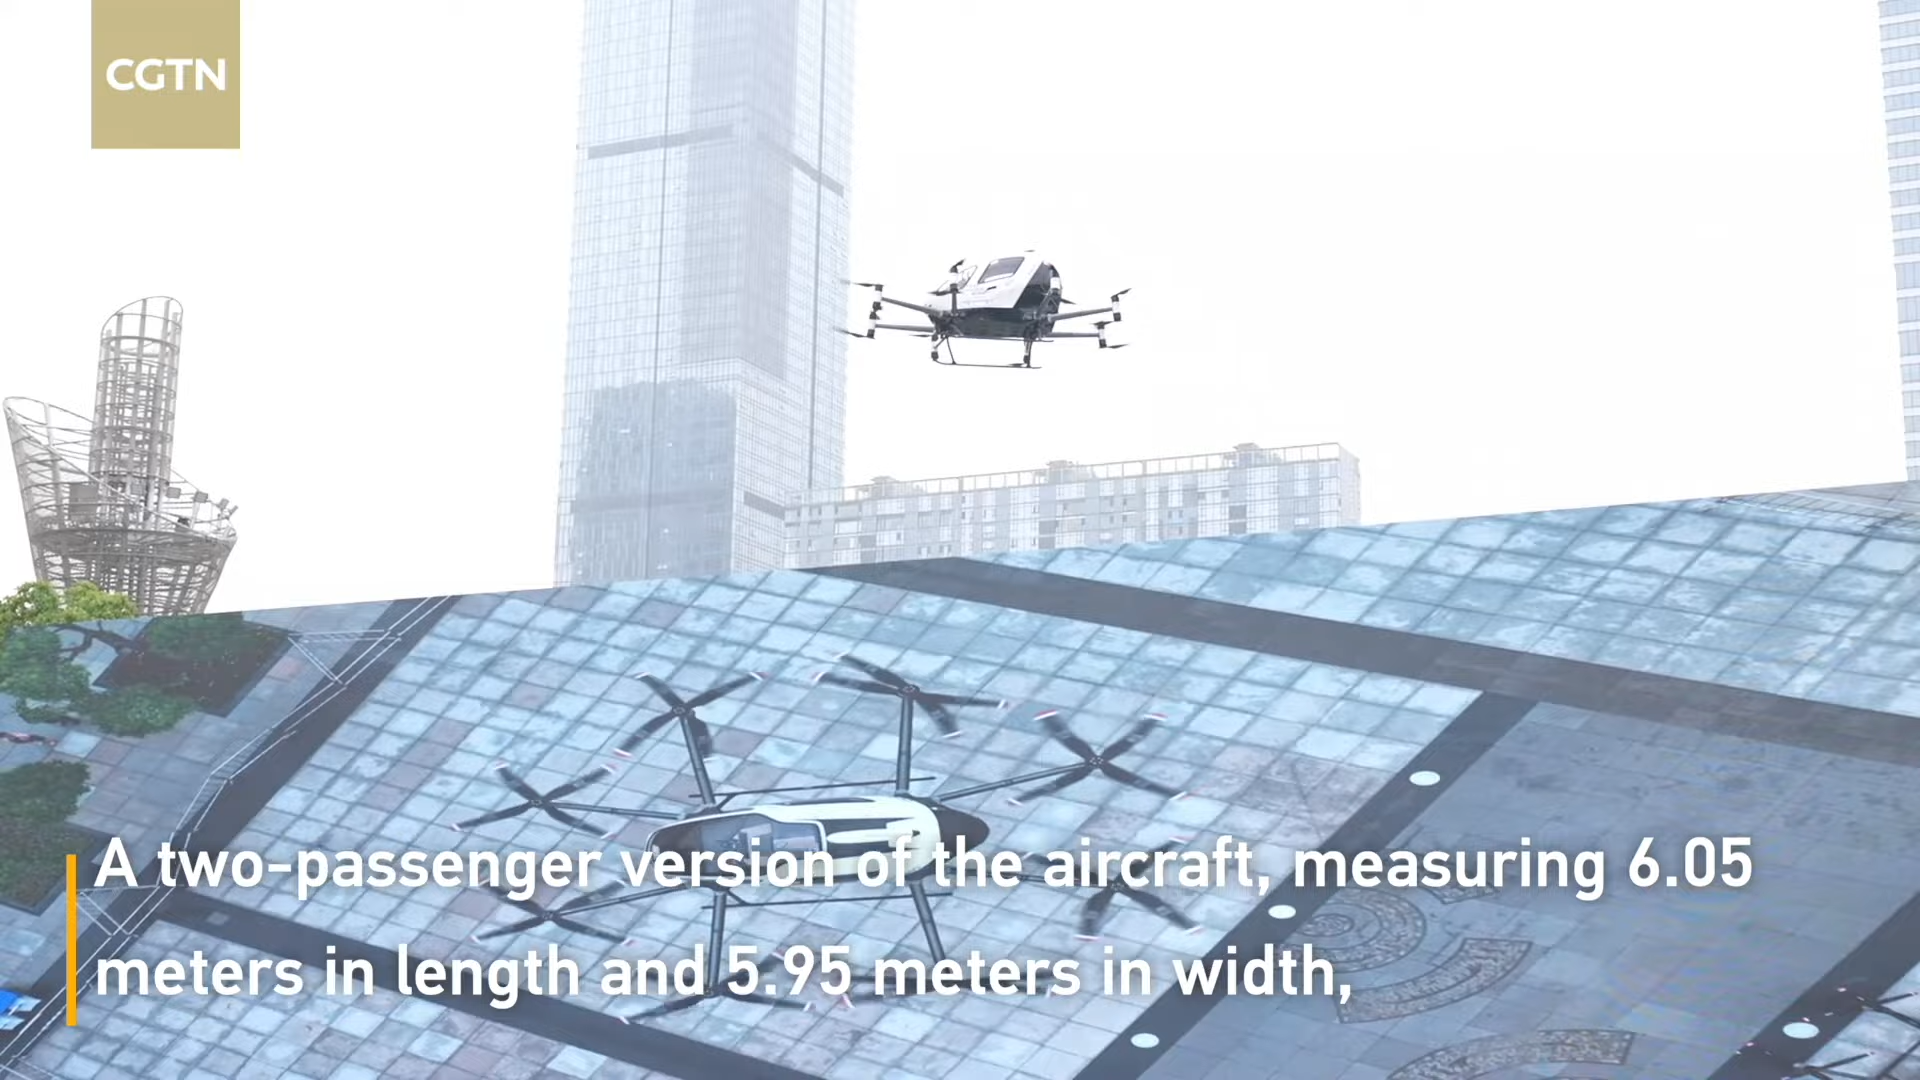 CGTN
A two-passenger version of the aircraft, measuring 6.05
meters in length and 5.95 meters in width,